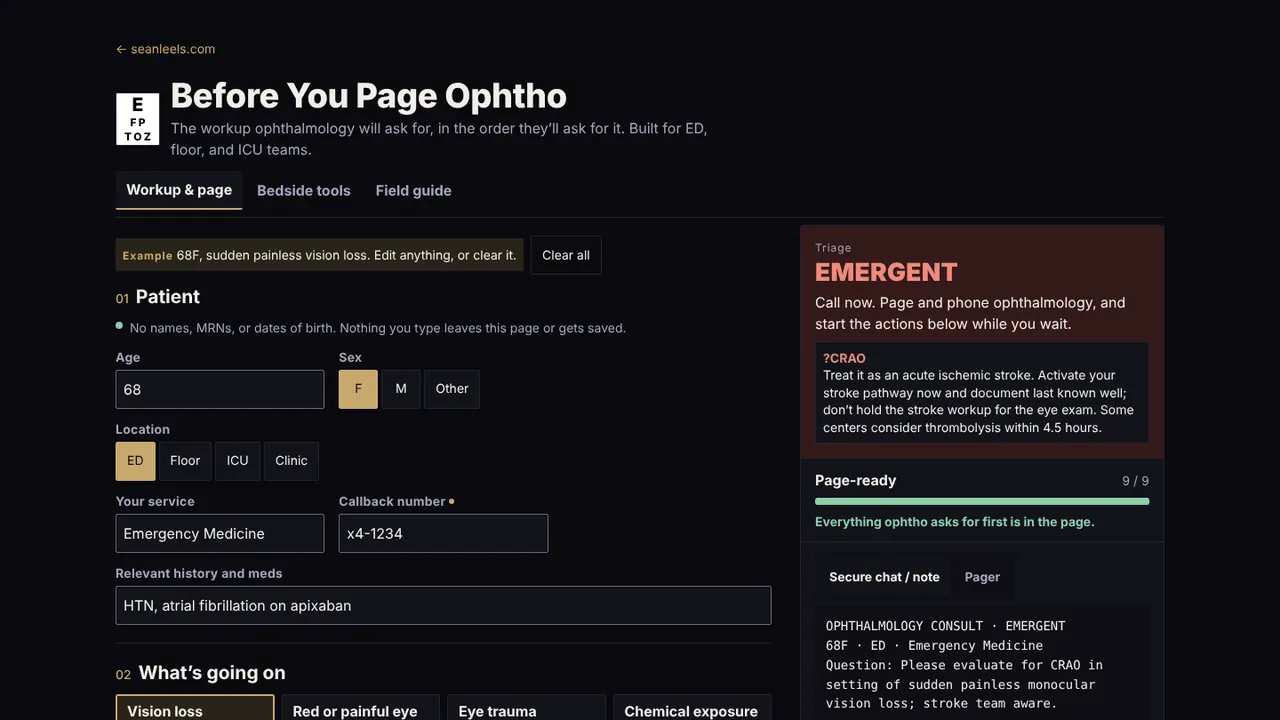 ← seanleels.com
E
FP
TOZ
Before You Page Ophtho
The workup ophthalmology will ask for, in the order they’ll ask for it. Built for ED,
floor, and ICU teams.
Workup & page
Bedside tools
Field guide
Example 68F, sudden painless vision loss. Edit anything, or clear it.
Clear all
01 Patient
No names, MRNs, or dates of birth. Nothing you type leaves this page or gets saved.
Age
Sex
68
F
M
Other
Location
ED
Floor
ICU
Clinic
Your service
Callback number
Emergency Medicine
x4-1234
Relevant history and meds
HTN, atrial fibrillation on apixaban
02 What’s going on
Vision loss
Red or painful eye
Eye trauma
Chemical exposure
Triage
EMERGENT
Call now. Page and phone ophthalmology, and
start the actions below while you wait.
?CRAO
Treat it as an acute ischemic stroke. Activate your
stroke pathway now and document last known well;
don’t hold the stroke workup for the eye exam. Some
centers consider thrombolysis within 4.5 hours.
Page-ready
9 / 9
Everything ophtho asks for first is in the page.
Secure chat / note
Pager
OPHTHALMOLOGY CONSULT · EMERGENT
68F · ED · Emergency Medicine
Question: Please evaluate for CRAO in
setting of sudden painless monocular
vision loss; stroke team aware.